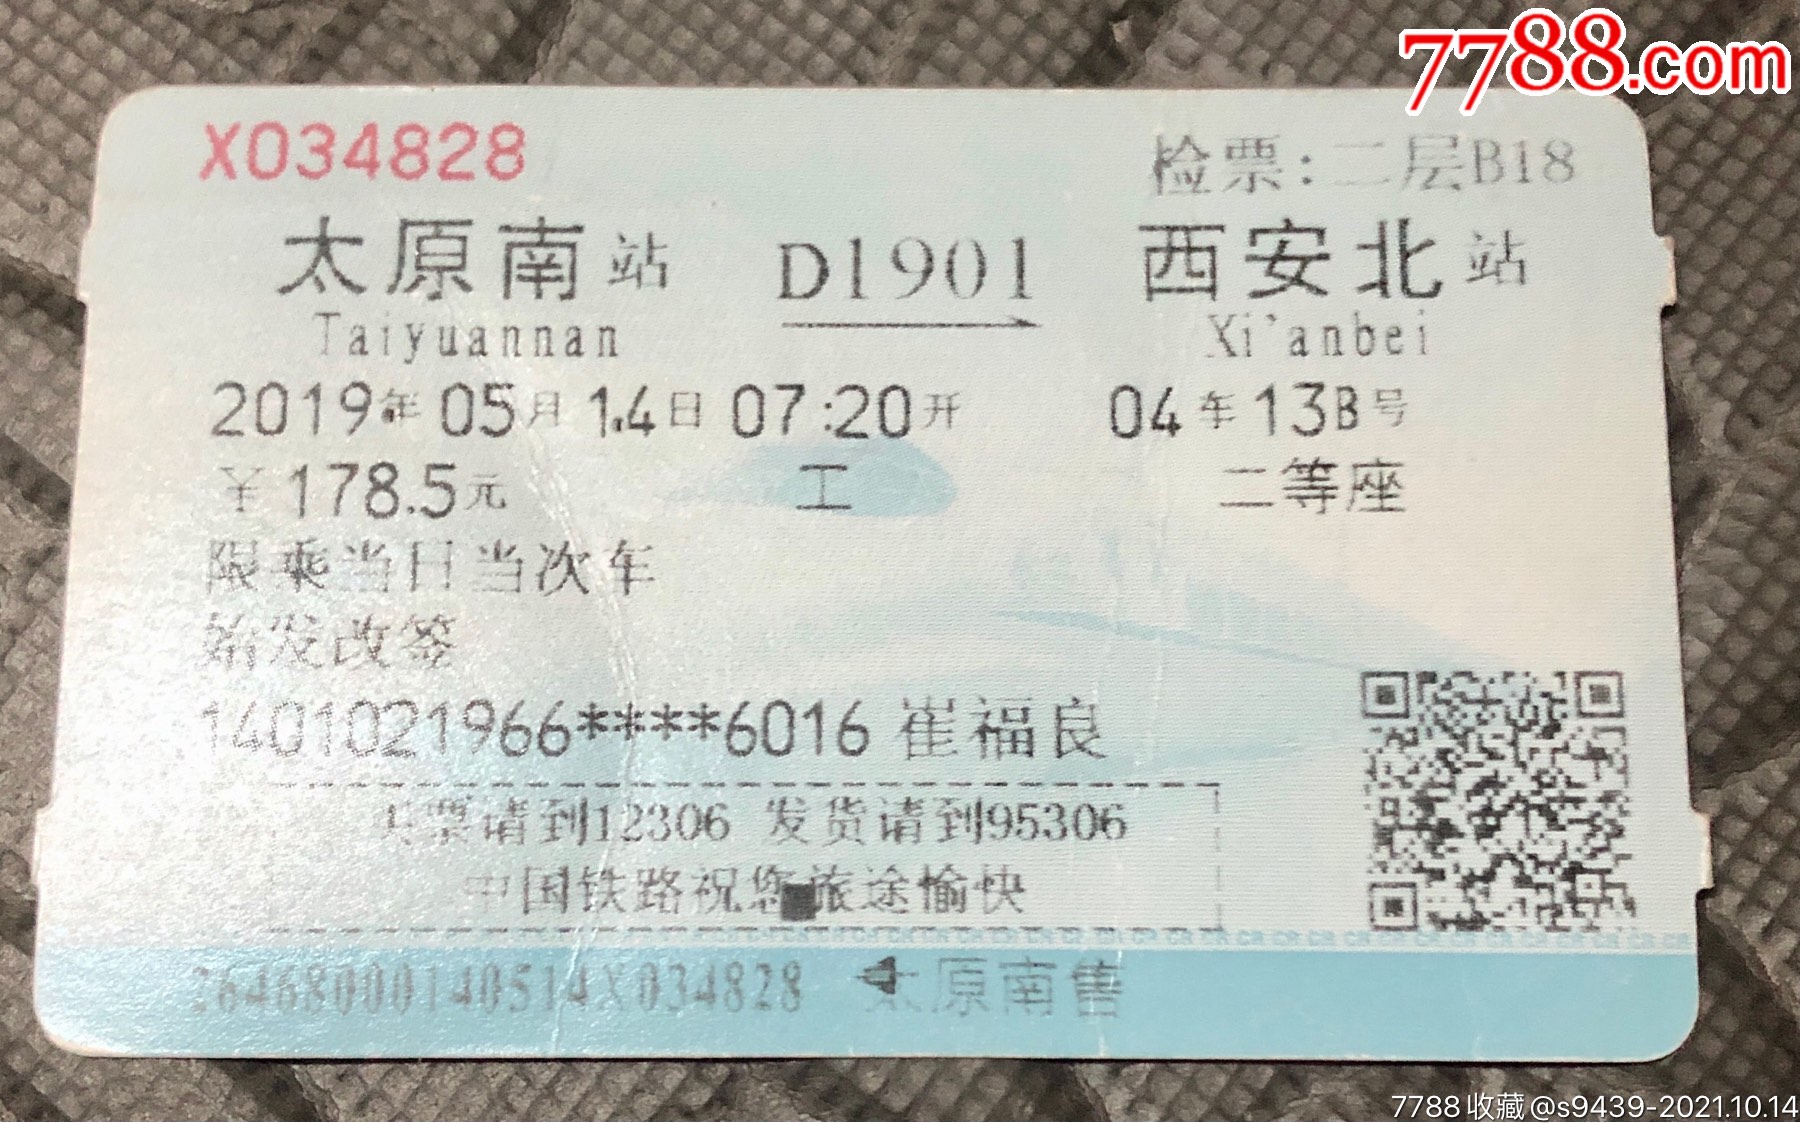 7788.com
X034828
检票:二层B18
太原南站 D1901 西安北站
Taiyuannan Xi'anbei
2019年05月14日07:20开 04车13B号
￥178.5元 工 二等座
限乘当日当次车
始发改签
1401021966****6016崔福良
买票请到12306 发货请到95306
中国铁路祝您旅途愉快
26468000140514X034828 太原南售
7788收藏@s9439-2021.10.14